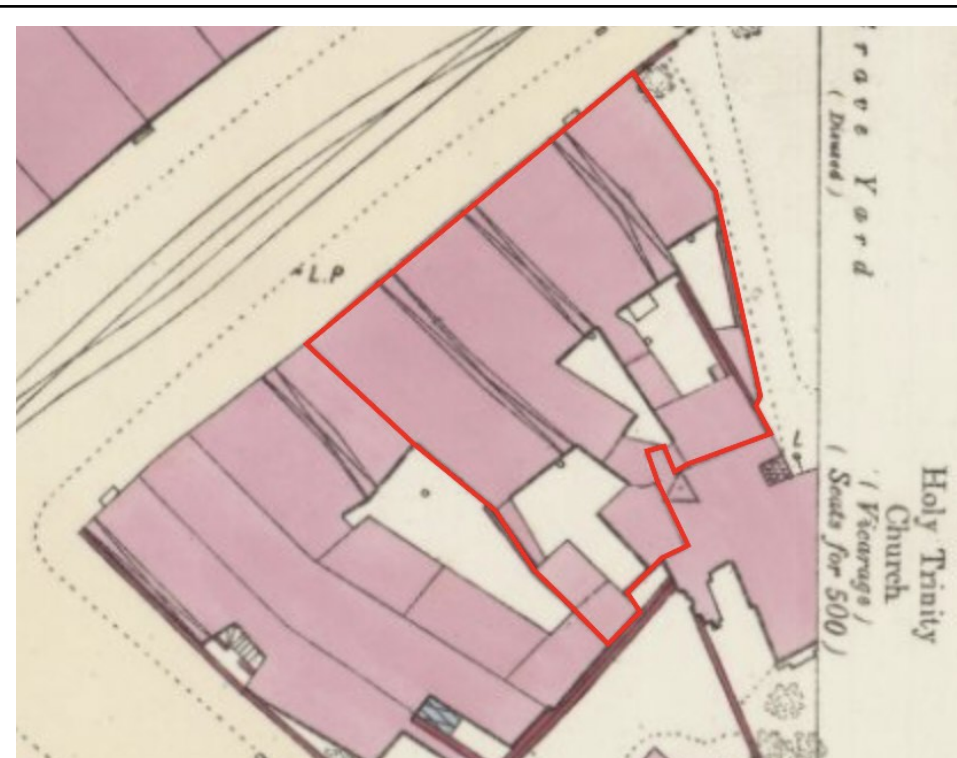 rave Yard
(Disused)
L.P
L
Holy Trinity
Church
(Vicarage)
(Seats for 500)